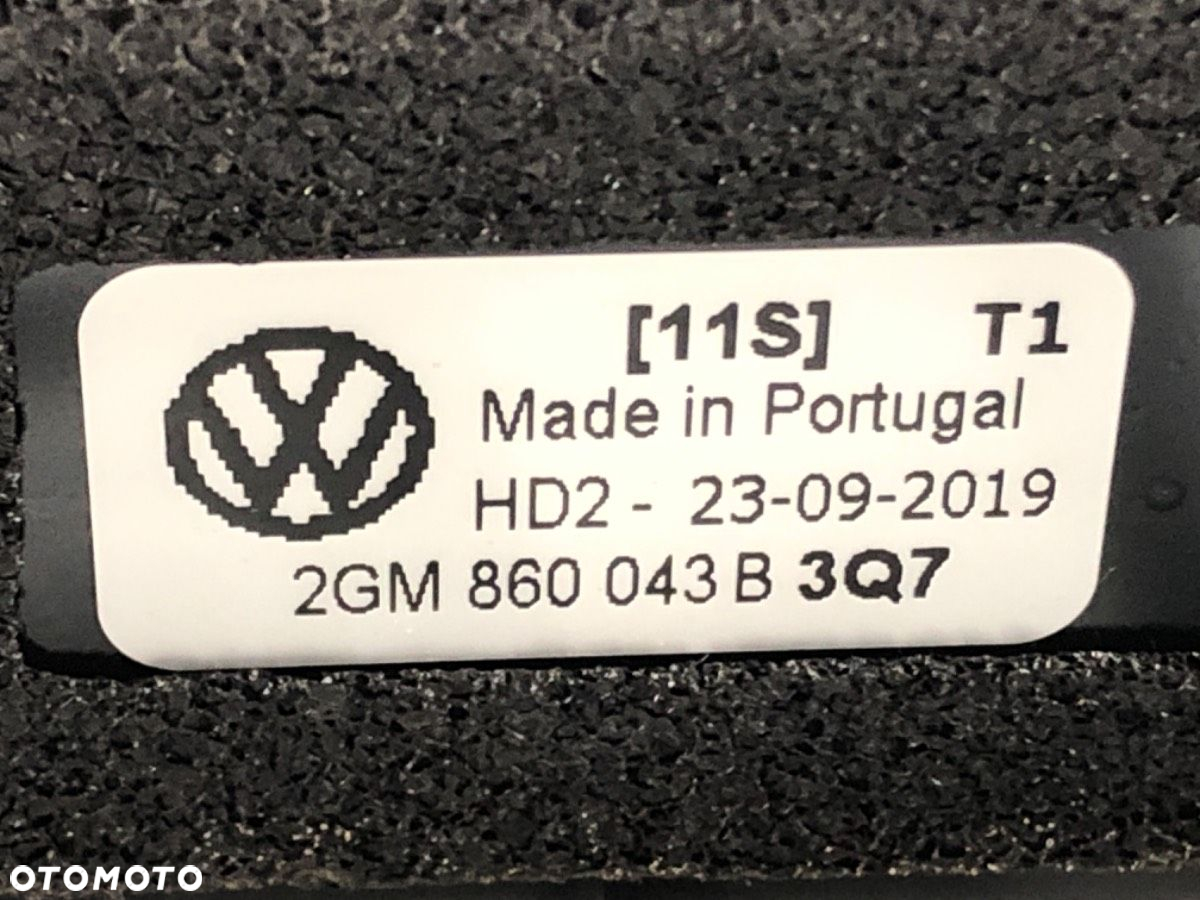 [11S] T1
Made in Portugal
HD2 - 23-09-2019
2GM 860 043 B 3Q7
OTOMOTO